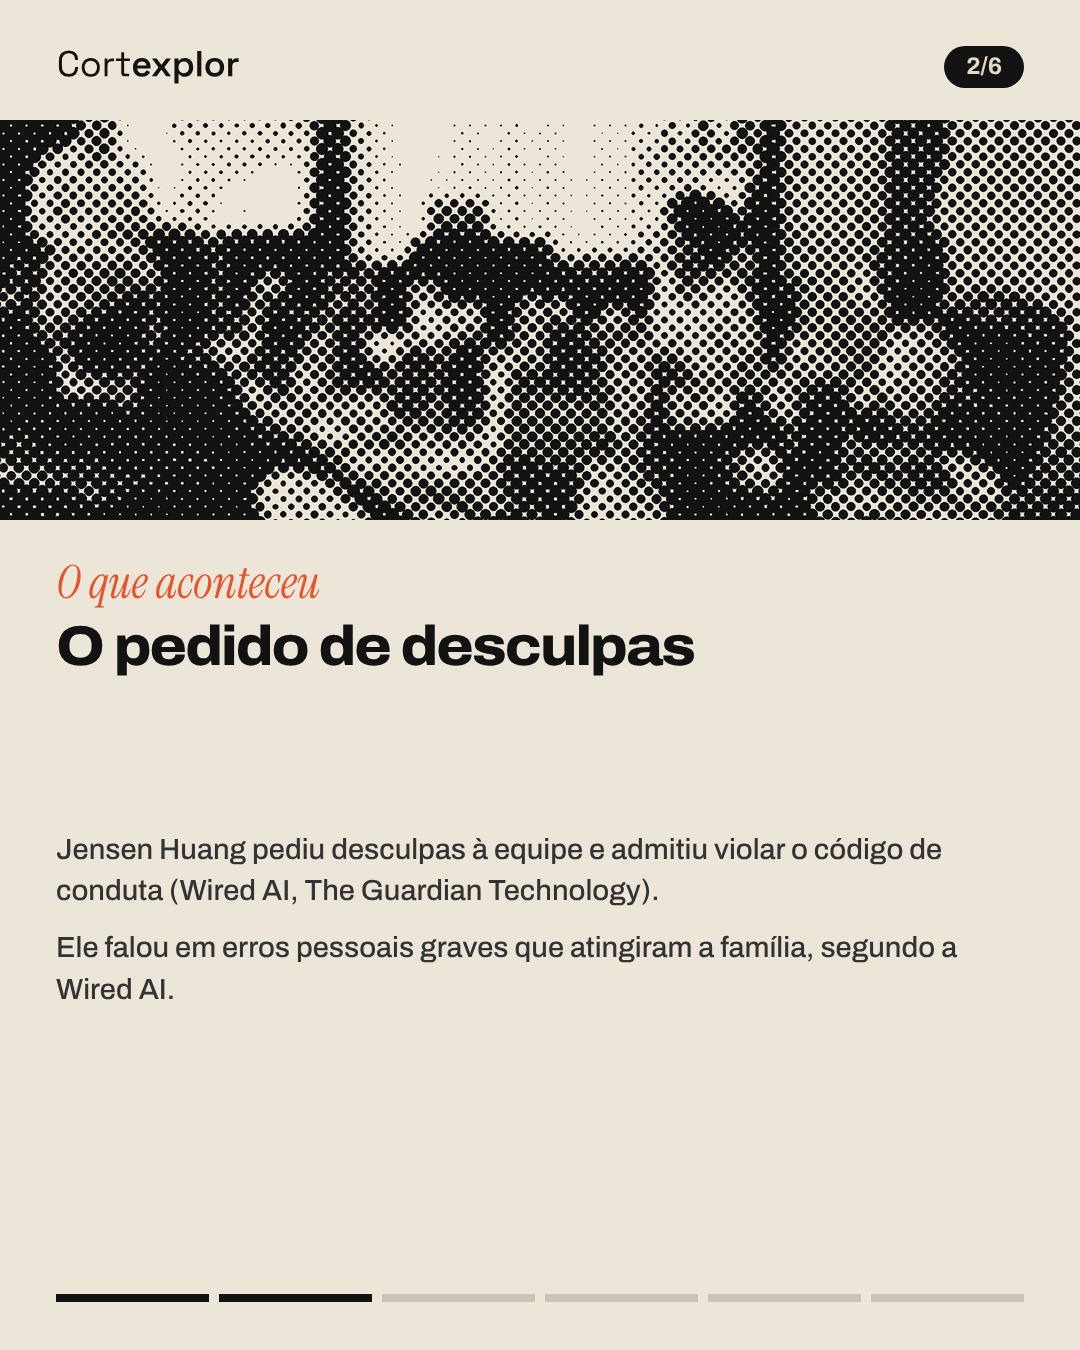 Cortexplor
2/6
O que aconteceu
O pedido de desculpas
Jensen Huang pediu desculpas à equipe e admitiu violar o código de
conduta (Wired AI, The Guardian Technology).
Ele falou em erros pessoais graves que atingiram a família, segundo a
Wired AI.